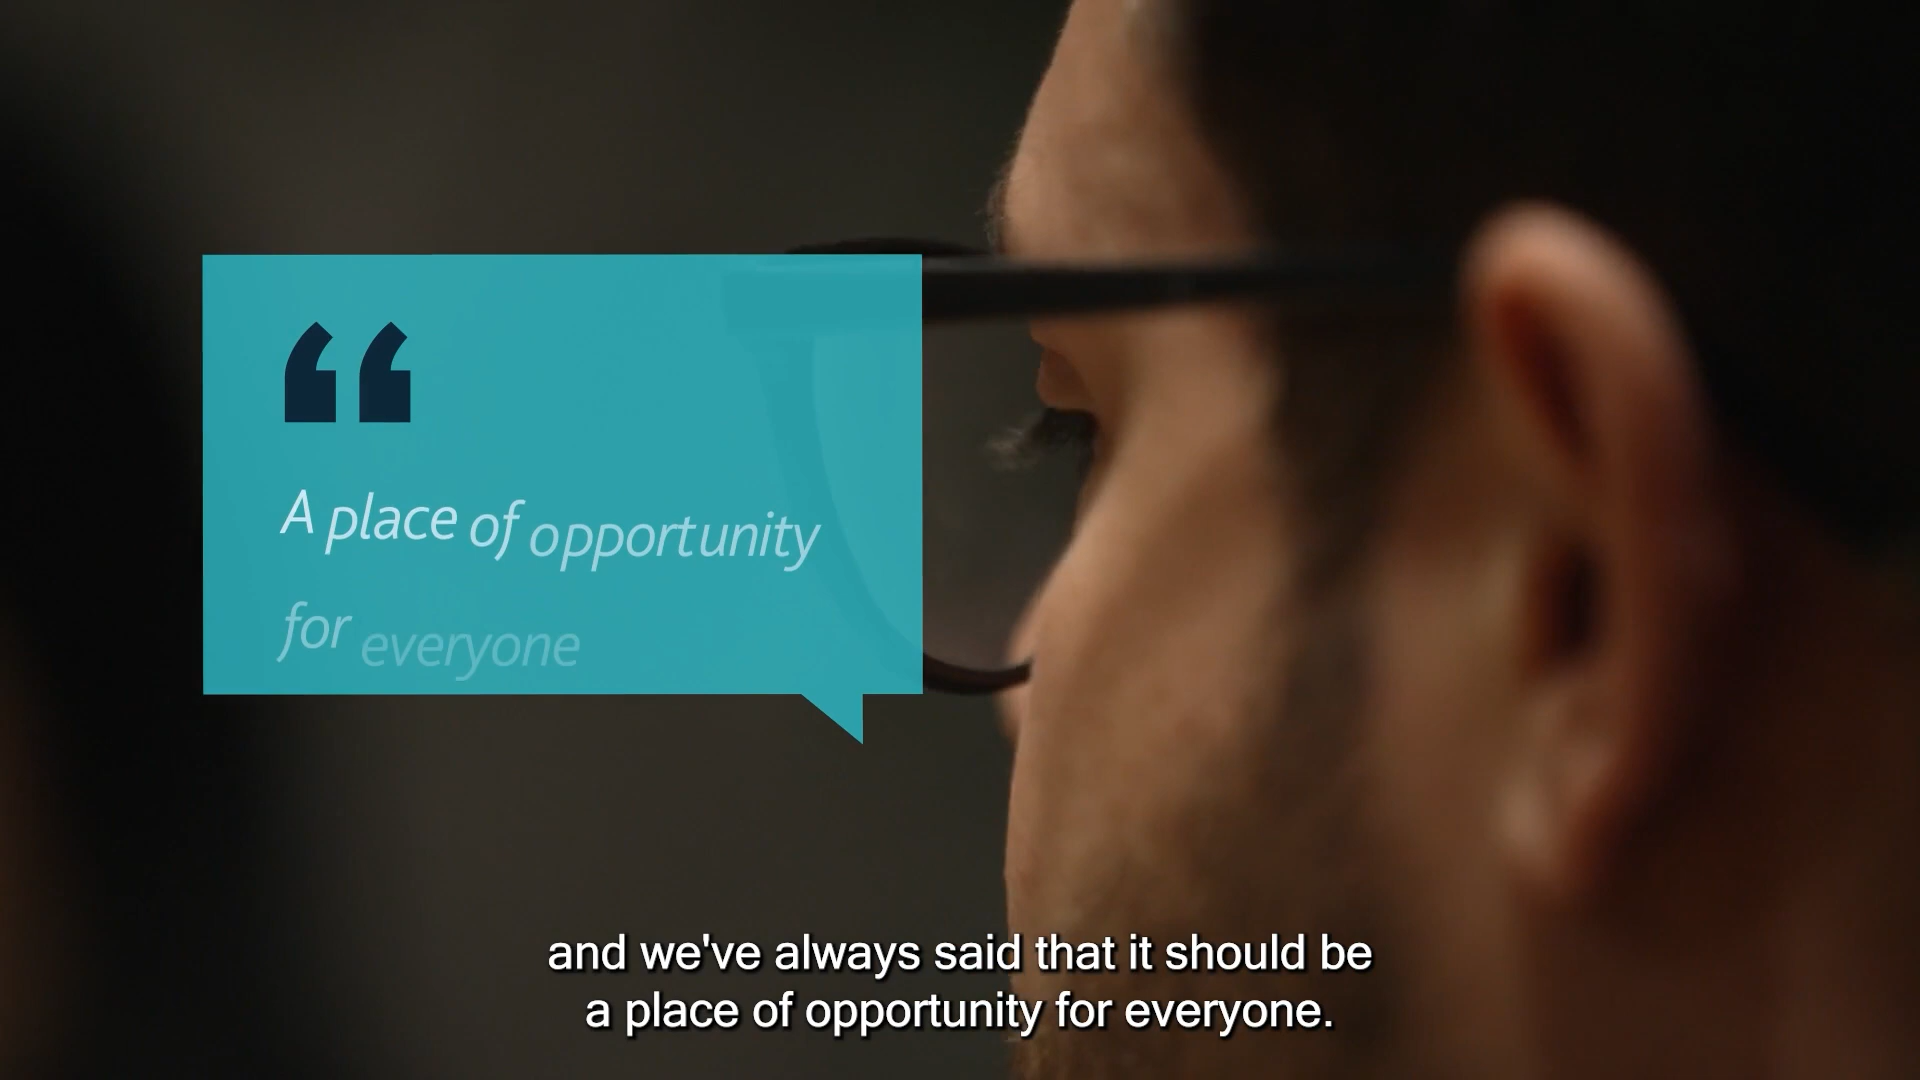 “
A place of opportunity
for everyone
and we've always said that it should be
a place of opportunity for everyone.